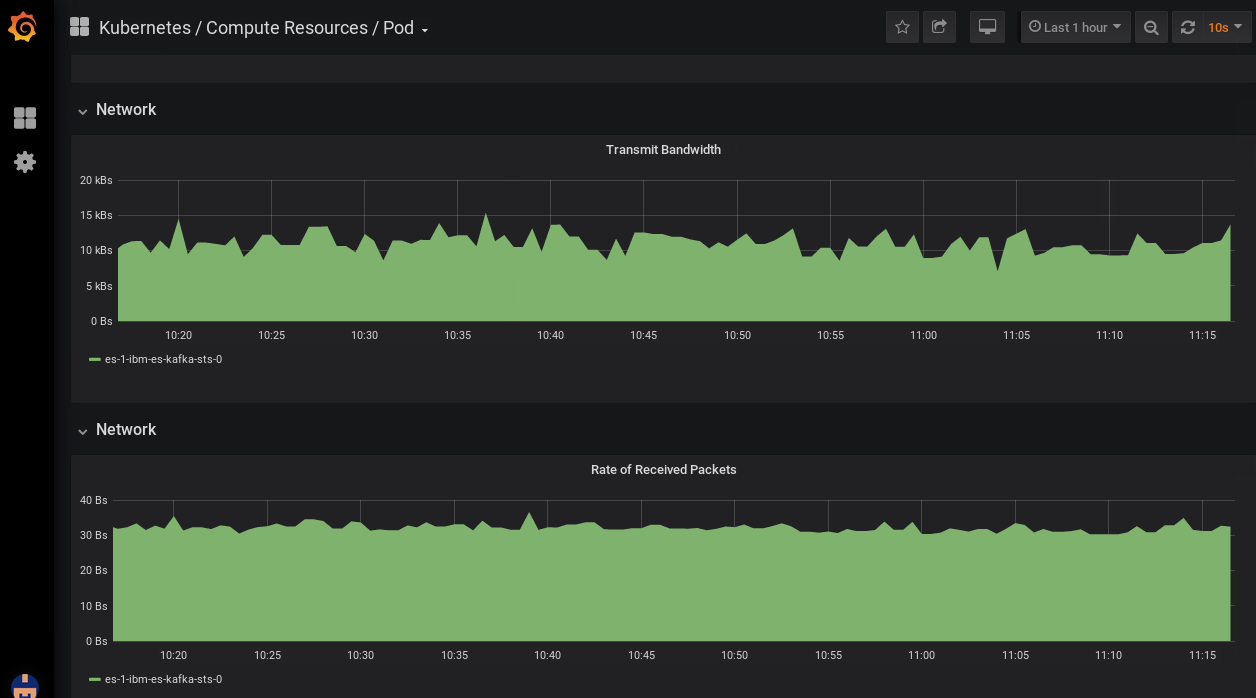 Kubernetes / Compute Resources / Pod
Last 1 hour
10s
Network
Transmit Bandwidth
20 kBs
15 kBs
10 kBs
5 kBs
0 Bs
10:20 10:25 10:30 10:35 10:40 10:45 10:50 10:55 11:00 11:05 11:10 11:15
es-1-ibm-es-kafka-sts-0
Network
Rate of Received Packets
40 Bs
30 Bs
20 Bs
10 Bs
0 Bs
10:20 10:25 10:30 10:35 10:40 10:45 10:50 10:55 11:00 11:05 11:10 11:15
es-1-ibm-es-kafka-sts-0